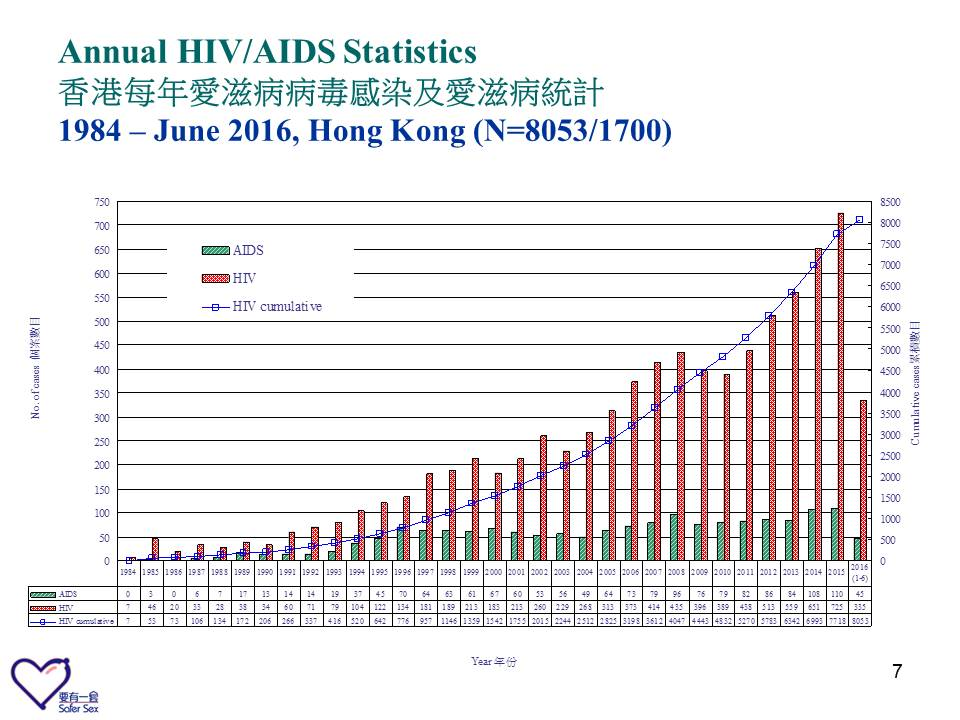 Annual HIV/AIDS Statistics
香港每年愛滋病病毒感染及愛滋病統計
1984 – June 2016, Hong Kong (N=8053/1700)
750 8500
700 8000
650 7500
600 7000
550 6500
500 6000
450 5500
400 5000
350 4500
300 4000
250 3500
200 3000
150 2500
100 2000
50 1500
0 1000
500
0
AIDS
HIV
HIV cumulative
No. of cases 個案數目
Cumulative cases累積數目
1984 1985 1986 1987 1988 1989 1990 1991 1992 1993 1994 1995 1996 1997 1998 1999 2000 2001 2002 2003 2004 2005 2006 2007 2008 2009 2010 2011 2012 2013 2014 2015 2016 (1-6)
AIDS 0 3 0 6 7 17 13 14 14 19 37 45 70 64 63 61 67 60 53 56 49 64 73 79 96 76 79 82 86 84 108 110 45
HIV 7 46 20 33 28 38 34 60 71 79 104 122 134 181 189 213 183 213 260 229 268 313 373 414 435 396 389 438 513 559 651 725 335
HIV cumulative 7 53 73 106 134 172 206 266 337 416 520 642 776 957 1146 1359 1542 1755 2015 2244 2512 2825 3198 3612 4047 4443 4832 5270 5783 6342 6993 7718 8053
Year 年份
要有一套
Safer Sex
7